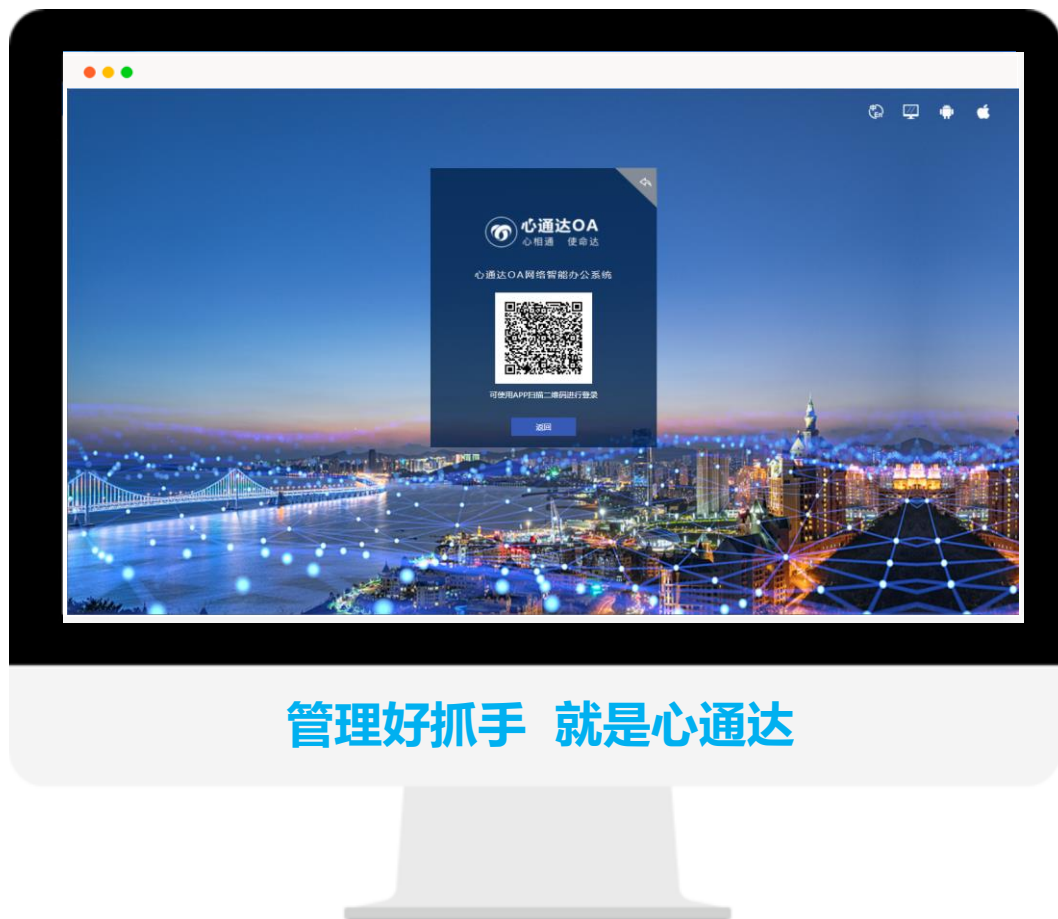 心通达OA
心相通 使命达
心通达OA网络智能办公系统
可使用APP扫描二维码进行登录
返回
管理好抓手 就是心通达